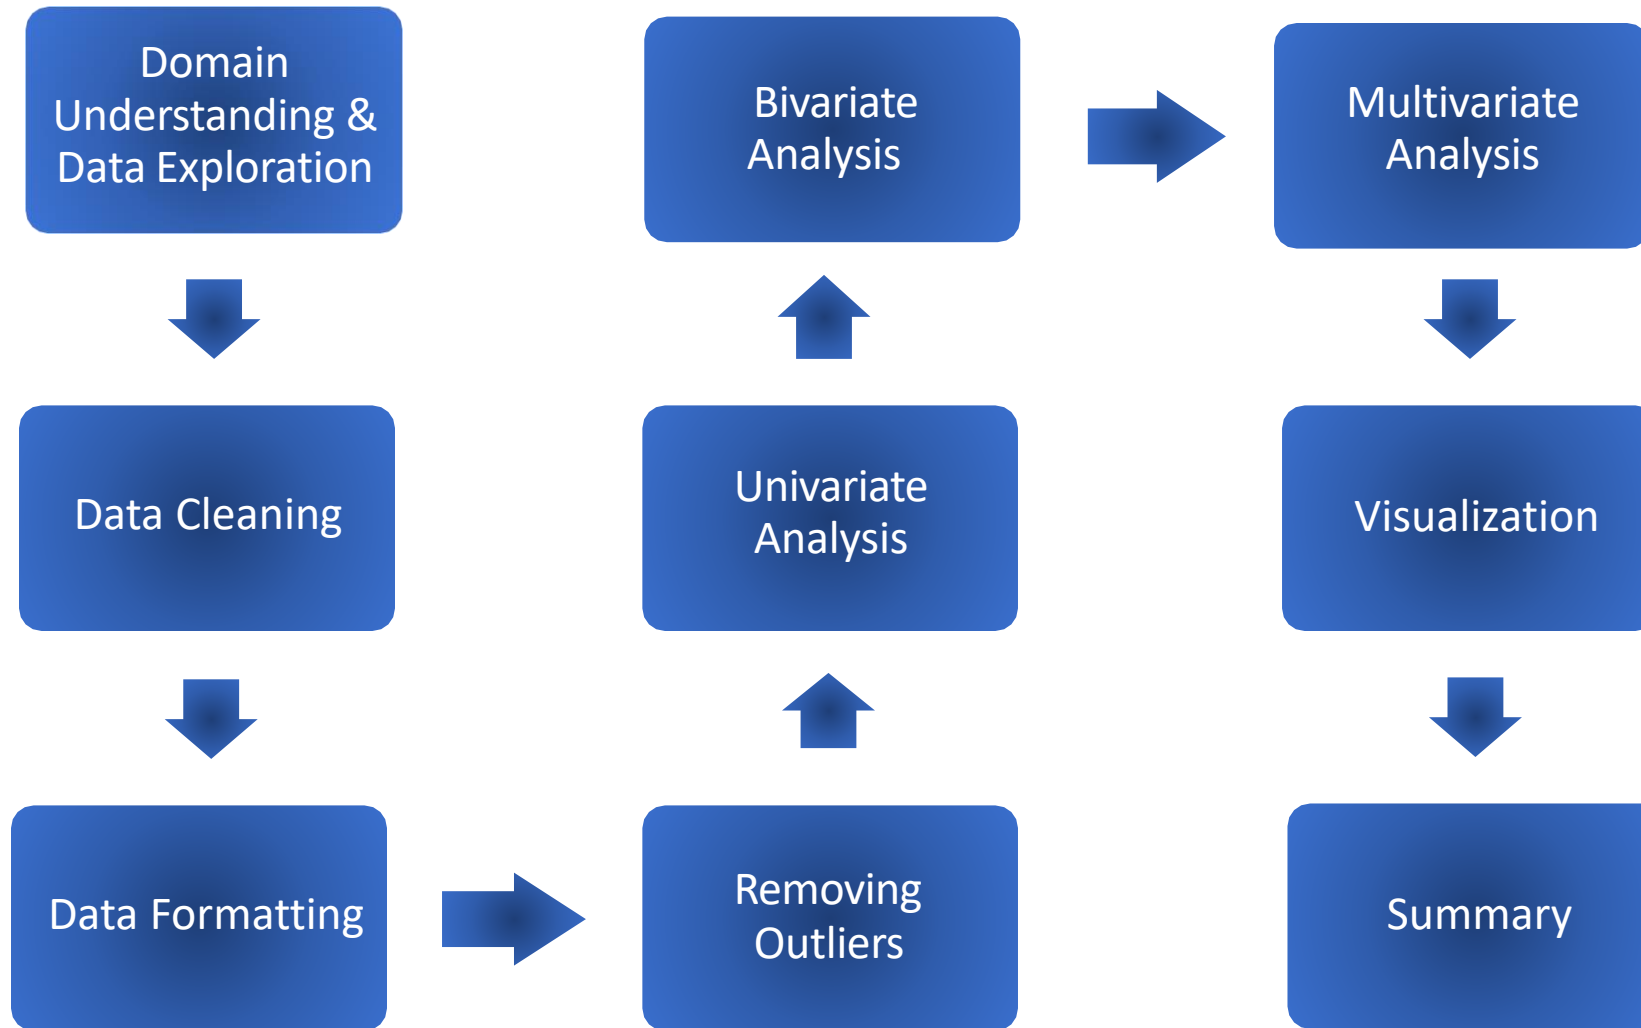 Domain
Understanding &
Data Exploration
Data Cleaning
Data Formatting
Removing
Outliers
Univariate
Analysis
Bivariate
Analysis
Multivariate
Analysis
Visualization
Summary